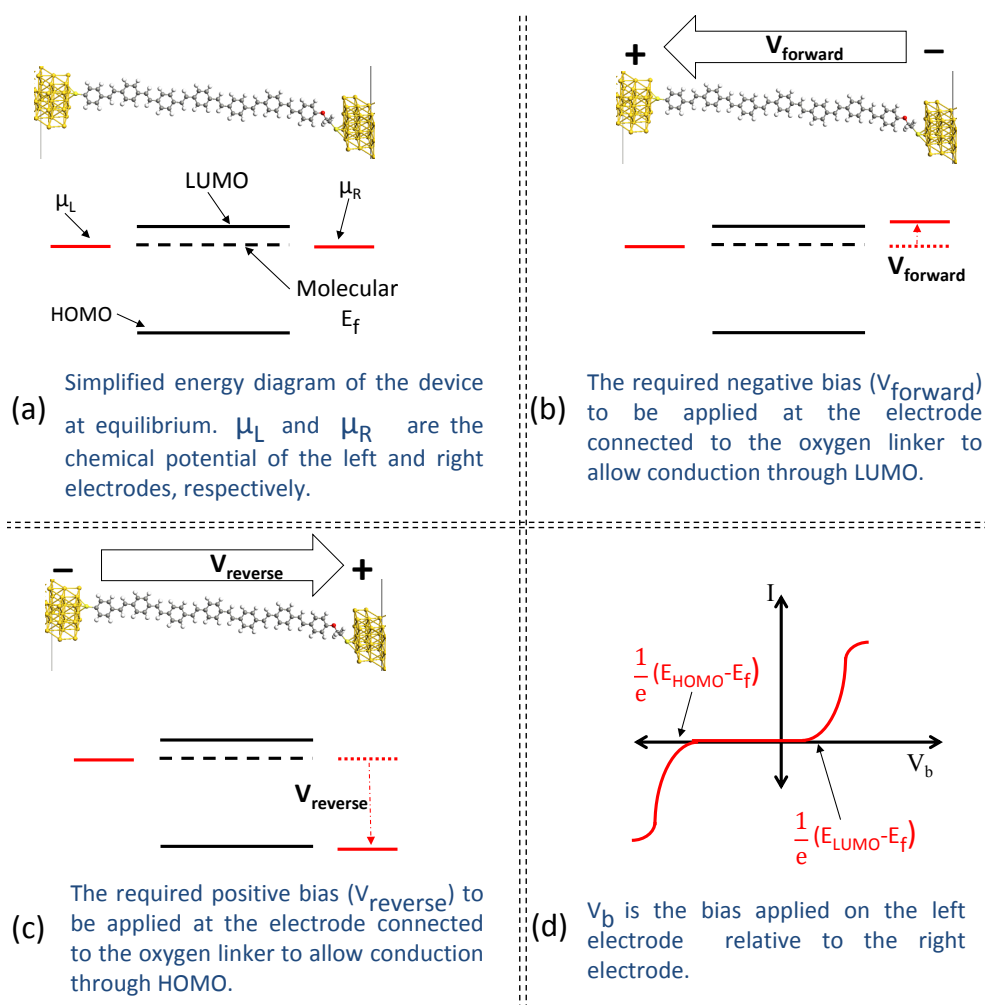 LUMO
μL
μR
Molecular
Ef
HOMO
(a)
Simplified energy diagram of the device
at equilibrium. μL and μR are the
chemical potential of the left and right
electrodes, respectively.
+
Vforward
−
Vforward
(b)
The required negative bias (Vforward)
to be applied at the electrode
connected to the oxygen linker to
allow conduction through LUMO.
−
Vreverse
+
Vreverse
(c)
The required positive bias (Vreverse) to
be applied at the electrode connected
to the oxygen linker to allow conduction
through HOMO.
I
1/e (EHOMO-Ef)
Vb
1/e (ELUMO-Ef)
(d)
Vb is the bias applied on the left
electrode relative to the right
electrode.